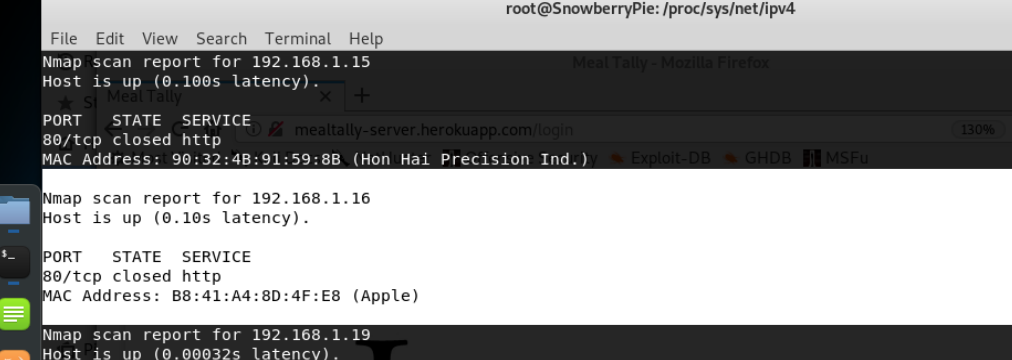 root@SnowberryPie: /proc/sys/net/ipv4
File Edit View Search Terminal Help
Nmap scan report for 192.168.1.15
Meal Tally - Mozilla Firefox
Host is up (0.100s latency).
Meal Tally
PORT STATE SERVICE
80/tcp closed http
mealtally-server.herokuapp.com/login
130%
MAC Address: 90:32:4B:91:59:8B (Hon Hai Precision Ind.)
Exploit-DB GHDB MSFu
Nmap scan report for 192.168.1.16
Host is up (0.10s latency).
PORT STATE SERVICE
80/tcp closed http
MAC Address: B8:41:A4:8D:4F:E8 (Apple)
Nmap scan report for 192.168.1.19
Host is up (0.00032s latency).